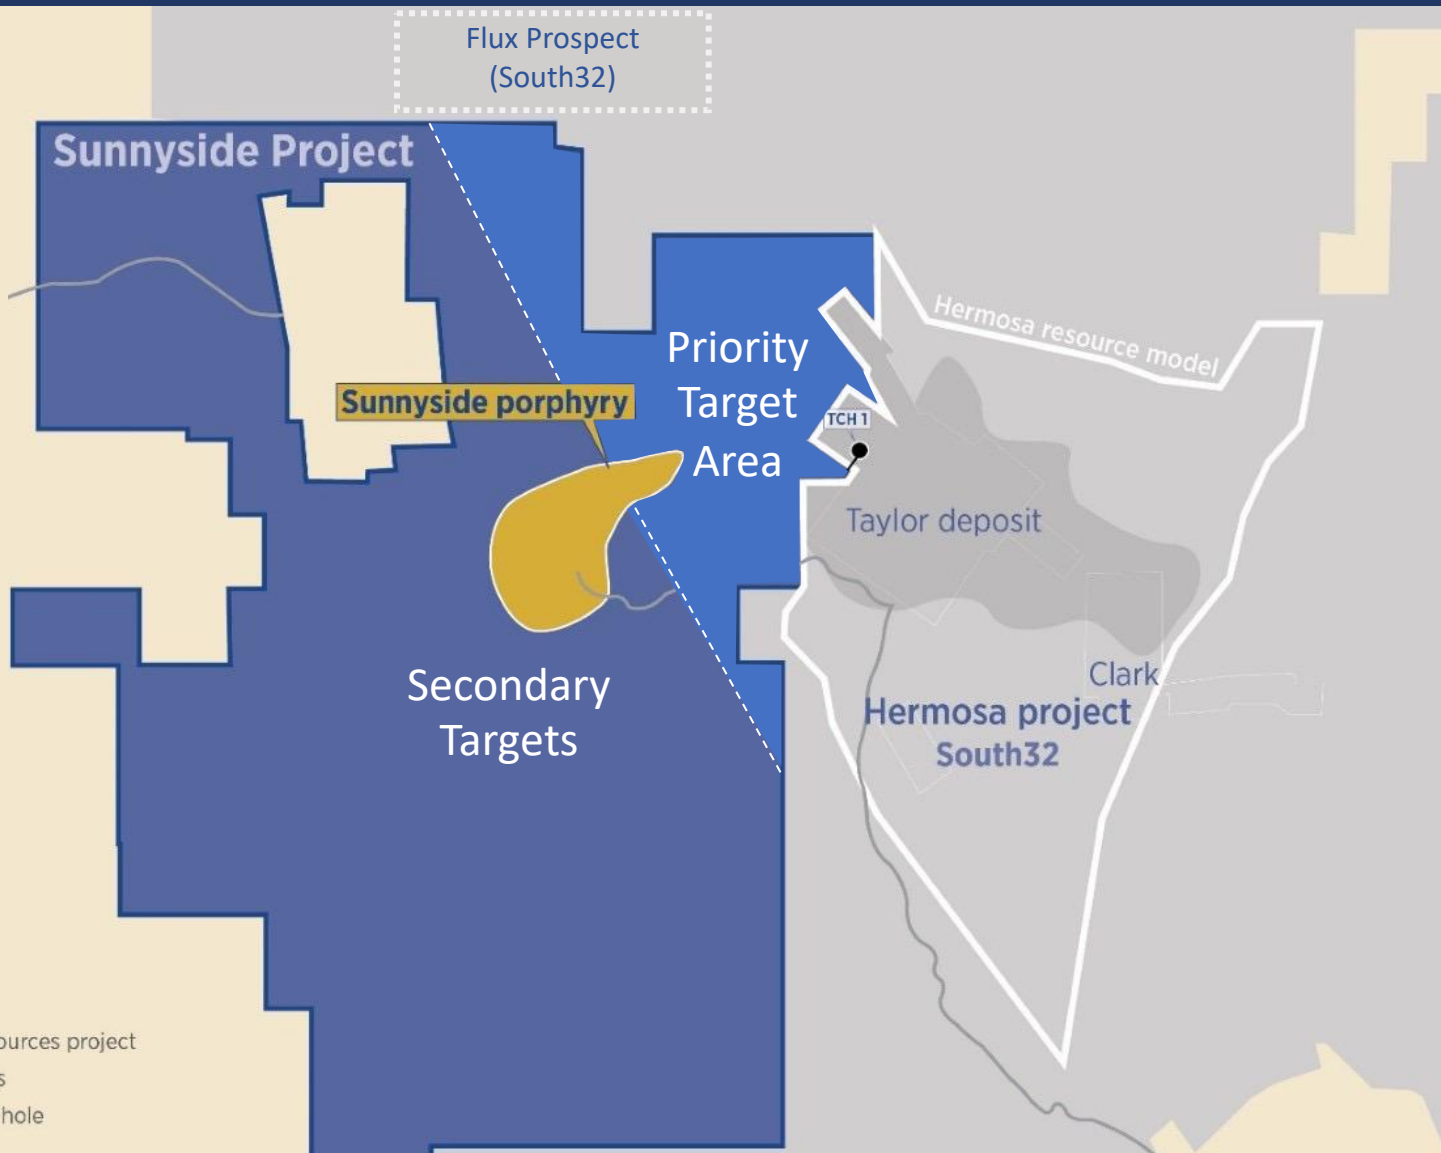 Flux Prospect
(South32)
Sunnyside Project
Hermosa resource model
Priority
Target
Area
Sunnyside porphyry
TCH 1
Taylor deposit
Secondary
Targets
Clark
Hermosa project
South32
project
hole